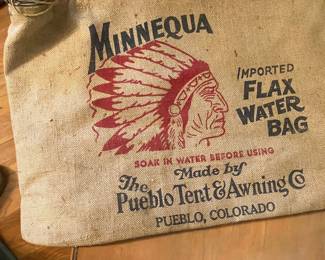 MINNEQUA
IMPORTED
FLAX
WATER
BAG
SOAK IN WATER BEFORE USING
Made by
The
Pueblo Tent & Awning Co
PUEBLO, COLORADO